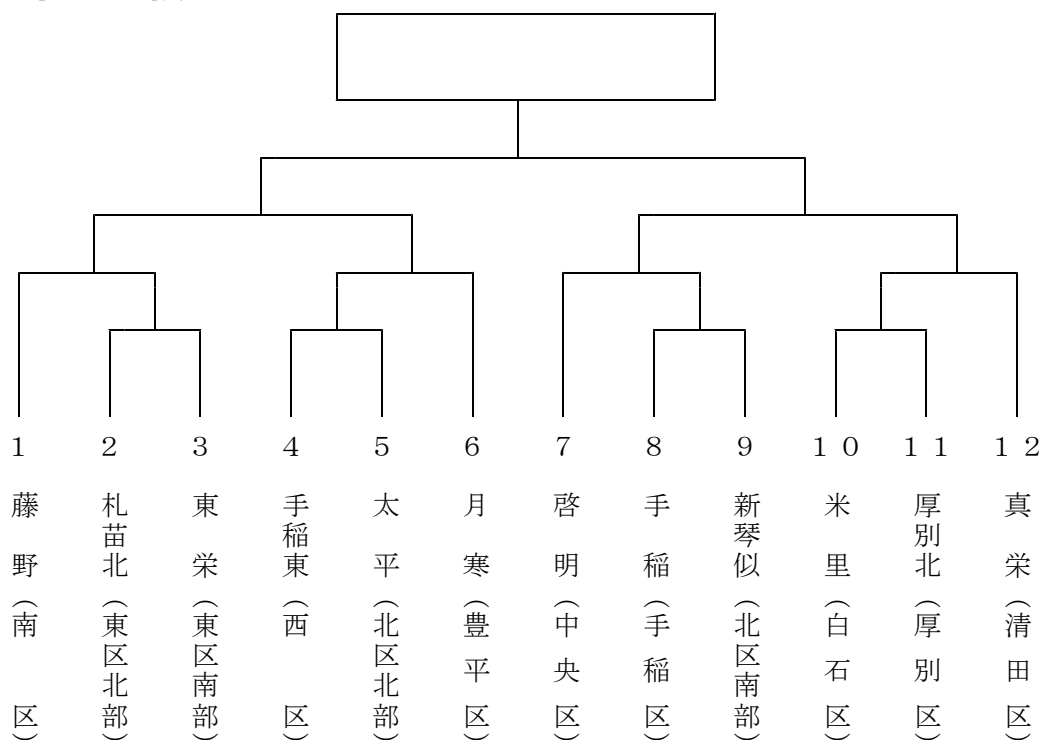 1 2 3 4 5 6 7 8 9 10 11 12
藤野(南区)
札苗北(東区北部)
東栄(東区南部)
手稲東(西区)
太平(北区北部)
月寒(豊平区)
啓明(中央区)
手稲(手稲区)
新琴似(北区南部)
米里(白石区)
厚別北(厚別区)
真栄(清田区)